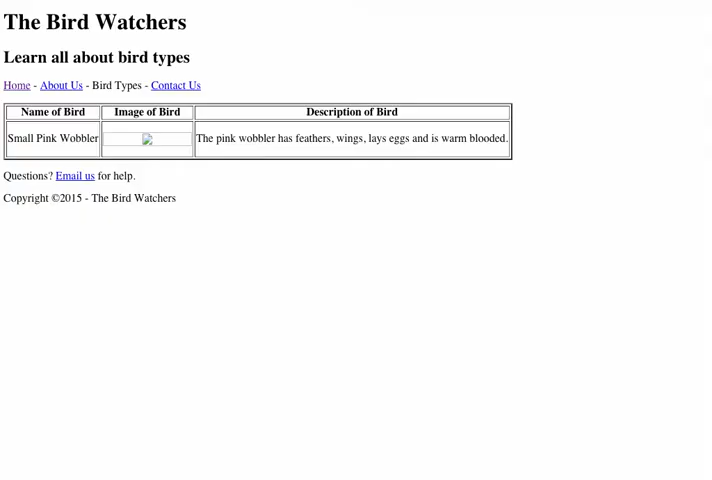 The Bird Watchers
Learn all about bird types
Home - About Us - Bird Types - Contact Us
Name of Bird Image of Bird Description of Bird
Small Pink Wobbler The pink wobbler has feathers, wings, lays eggs and is warm blooded.
Questions? Email us for help.
Copyright ©2015 - The Bird Watchers